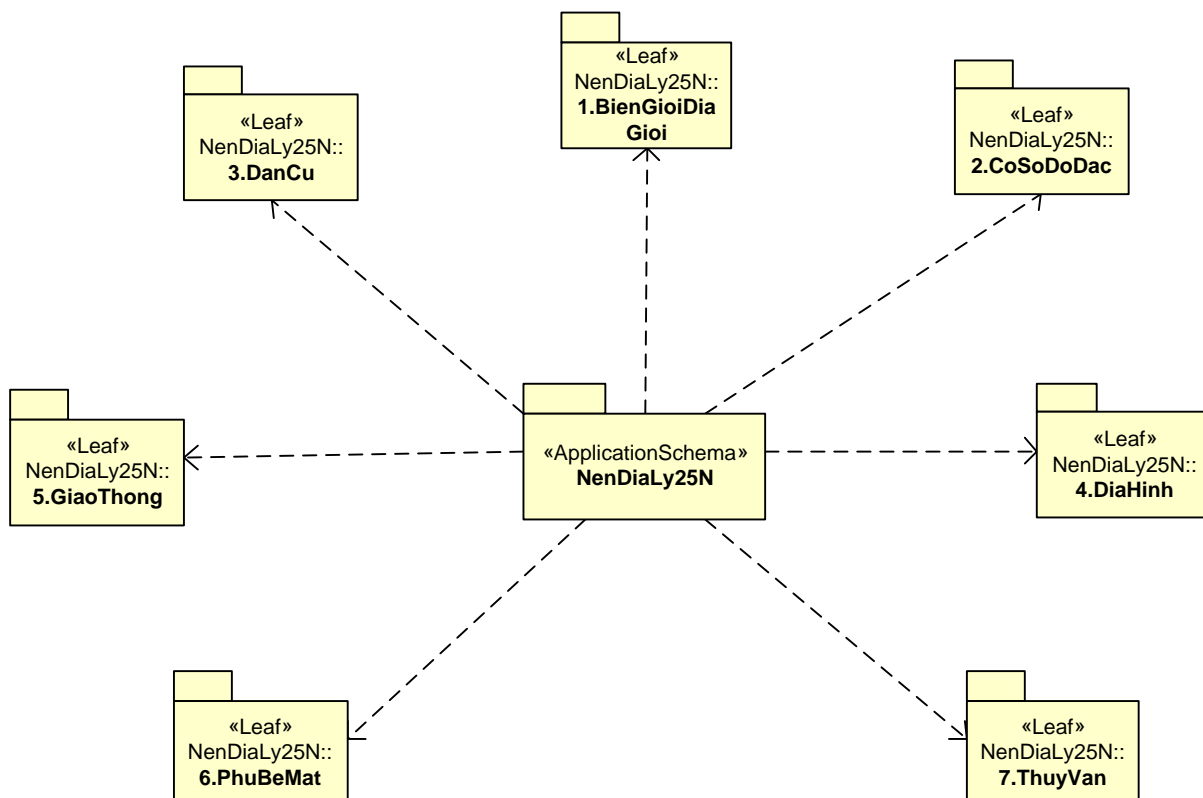 «Leaf»
NenDiaLy25N::
1.BienGioiDia
Gioi
«Leaf»
NenDiaLy25N::
3.DanCu
«Leaf»
NenDiaLy25N::
2.CoSoDoDac
«Leaf»
NenDiaLy25N::
5.GiaoThong
«ApplicationSchema»
NenDiaLy25N
«Leaf»
NenDiaLy25N::
4.DiaHinh
«Leaf»
NenDiaLy25N::
6.PhuBeMat
«Leaf»
NenDiaLy25N::
7.ThuyVan